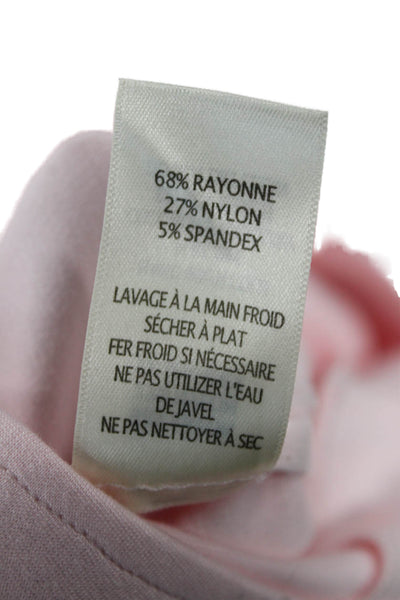 68% RAYONNE
27% NYLON
5% SPANDEX
LAVAGE À LA MAIN FROID
SÉCHER À PLAT
FER FROID SI NÉCESSAIRE
NE PAS UTILIZER L'EAU
DE JAVEL
NE PAS NETTOYER À SEC